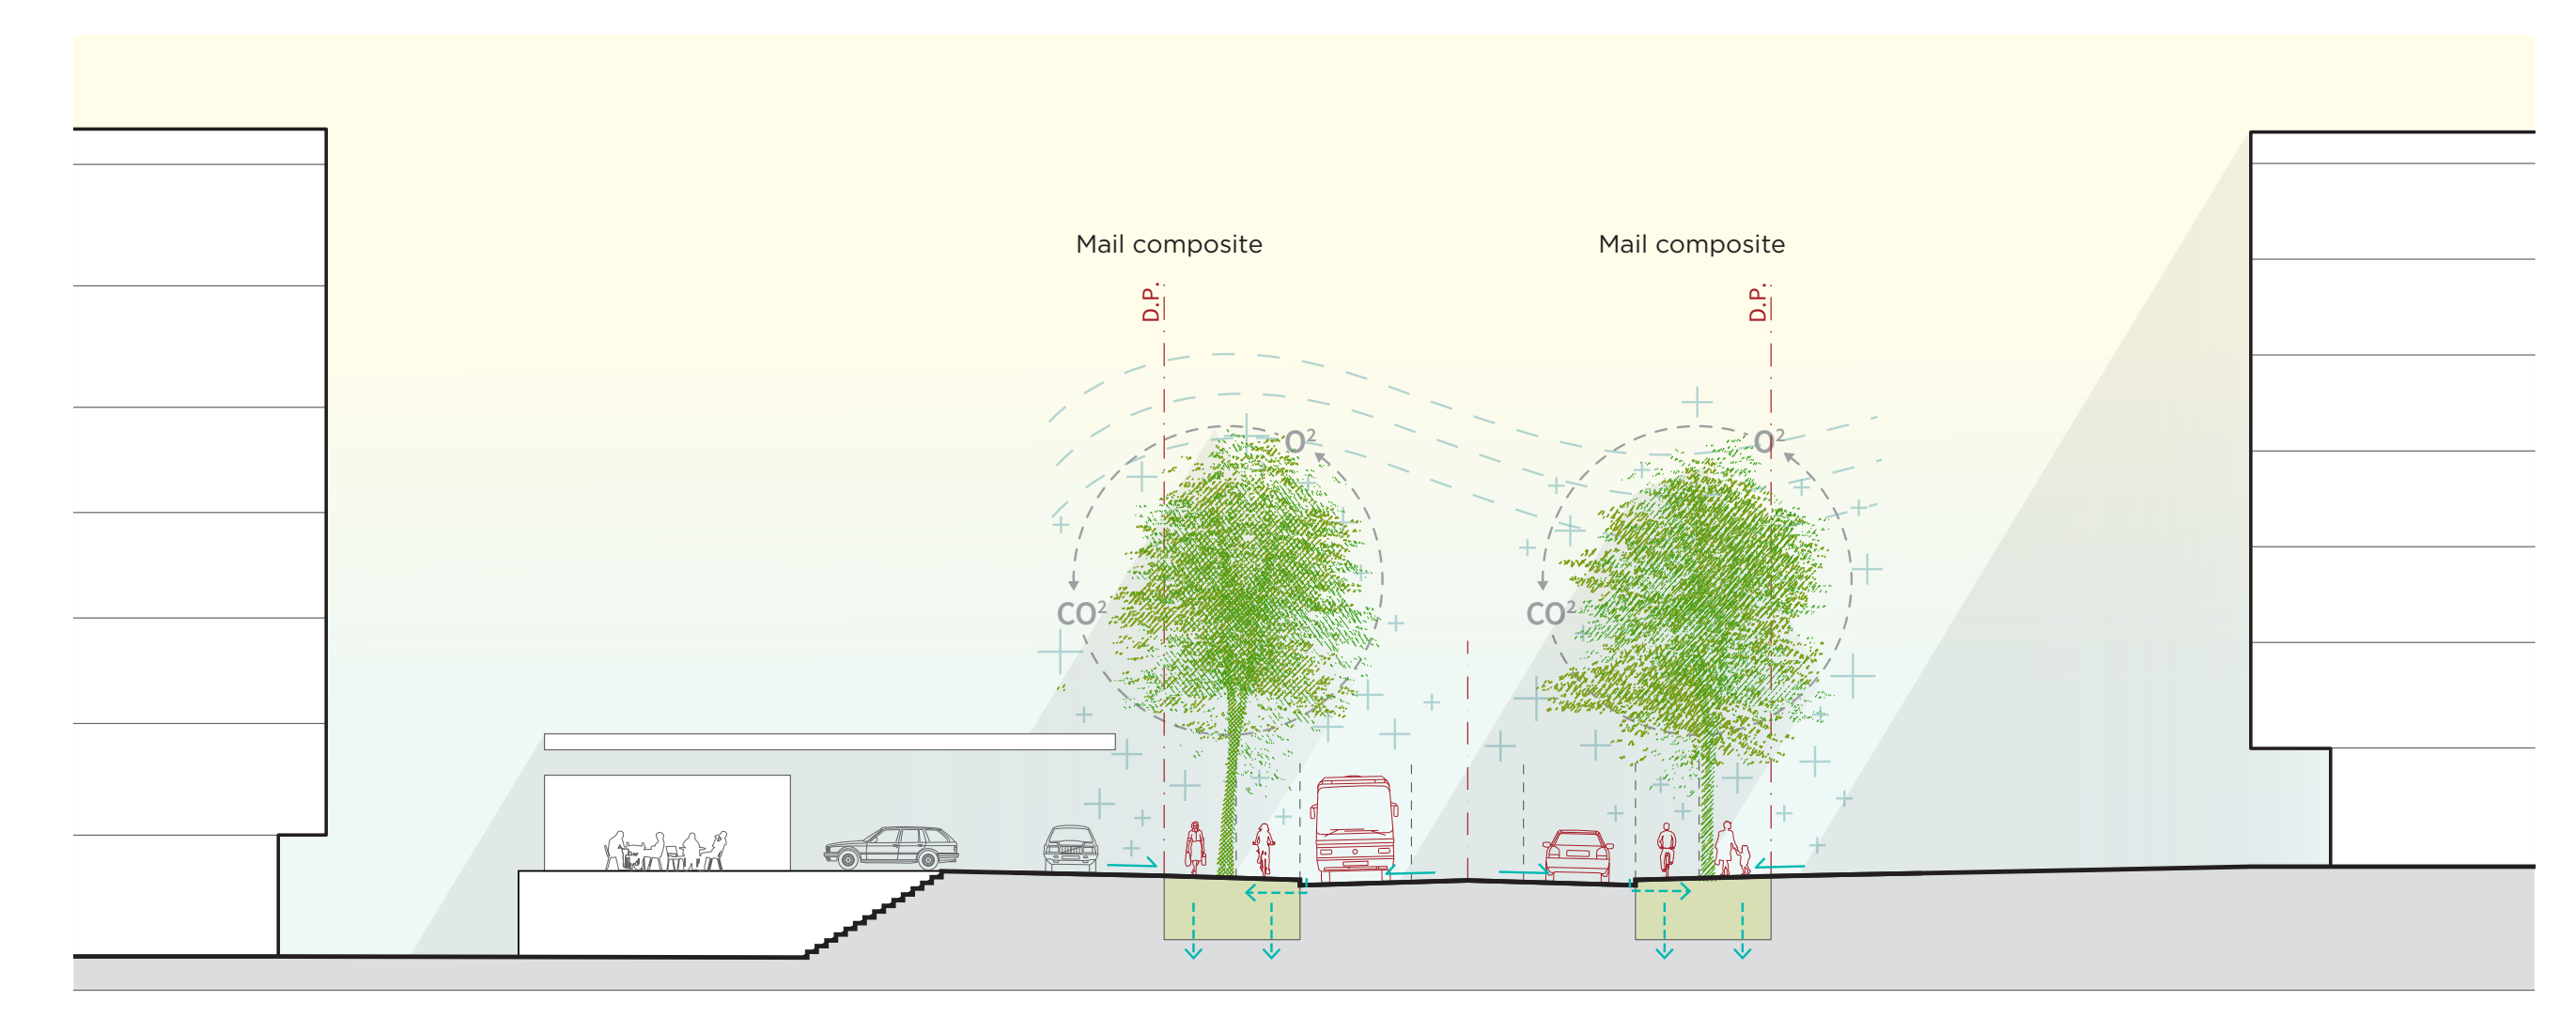 Mail composite
Mail composite
D.P.
D.P.
O²
O²
CO²
CO²